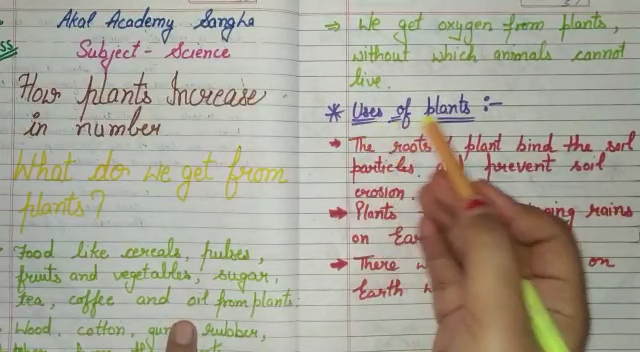 ss
Akal Academy Sangha
Subject - Science
How plants Increase
in number
What do we get from
plants?
Food like cereals, pulses,
fruits and vegetables, sugar,
tea, coffee and oil from plants.
Wood, cotton, gum rubber,
⇒ We get oxygen from plants,
without which animals cannot
live.
* Uses of plants :-
→ The roots plant bind the soil
particles and prevent soil
erosion.
→ Plants rains
on
→ There on
Earth